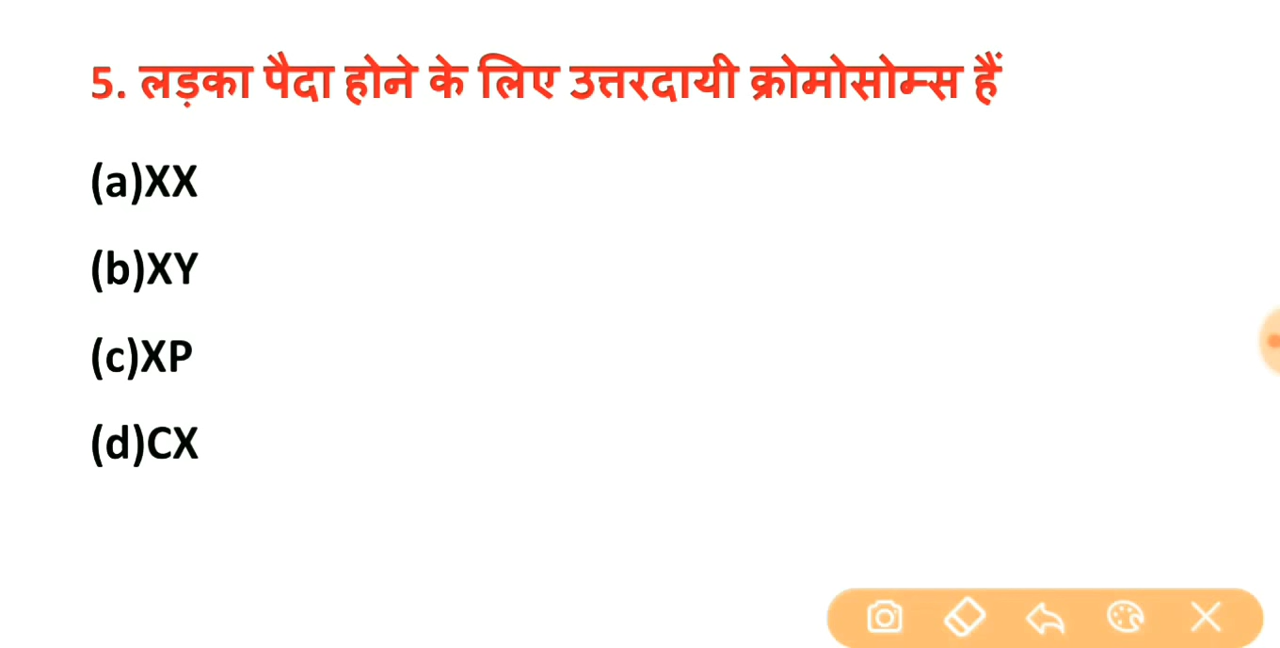 5. लड़का पैदा होने के लिए उत्तरदायी क्रोमोसोम्स हैं
(a)XX
(b)XY
(c)XP
(d)CX